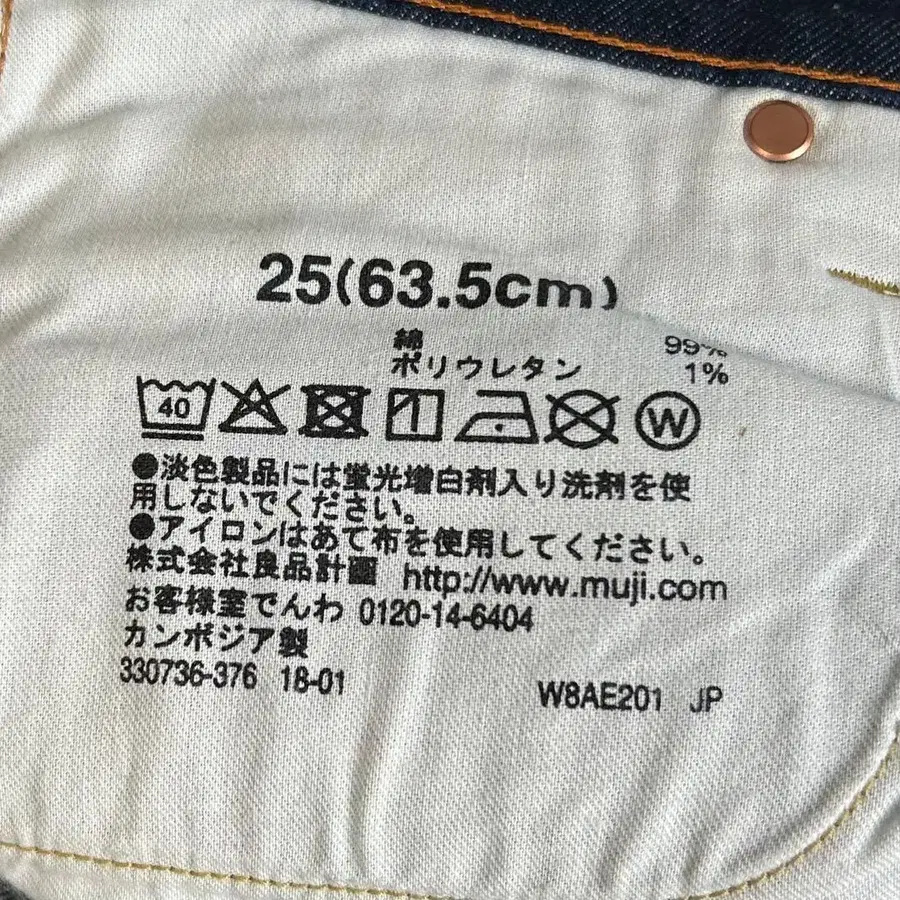 25(63.5cm)
綿 99%
ポリウレタン 1%
40 W
●淡色製品には蛍光増白剤入り洗剤を使
用しないでください。
●アイロンはあて布を使用してください。
株式会社良品計画 http://www.muji.com
お客様室でんわ 0120-14-6404
カンボジア製
330736-376 18-01 W8AE201 JP